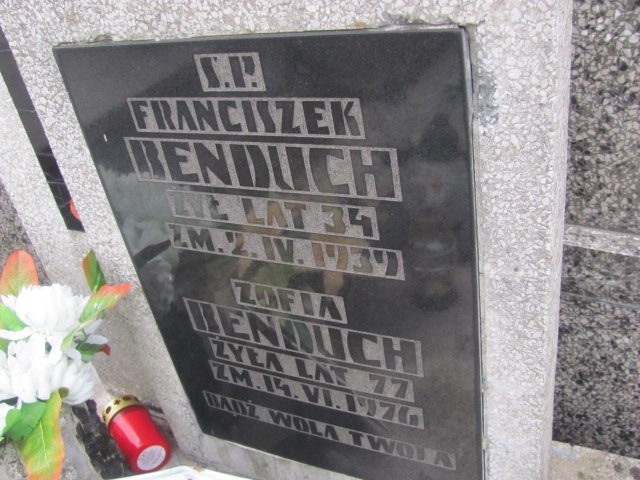 Ś.P.
FRANCISZEK
BENDUCH
ŻYŁ LAT 34
ZM. 2. IV. 1939
ZOFIA
BENDUCH
ŻYŁA LAT 77
ZM. 14. VI. 1976
BĄDŹ WOLA TWOJA